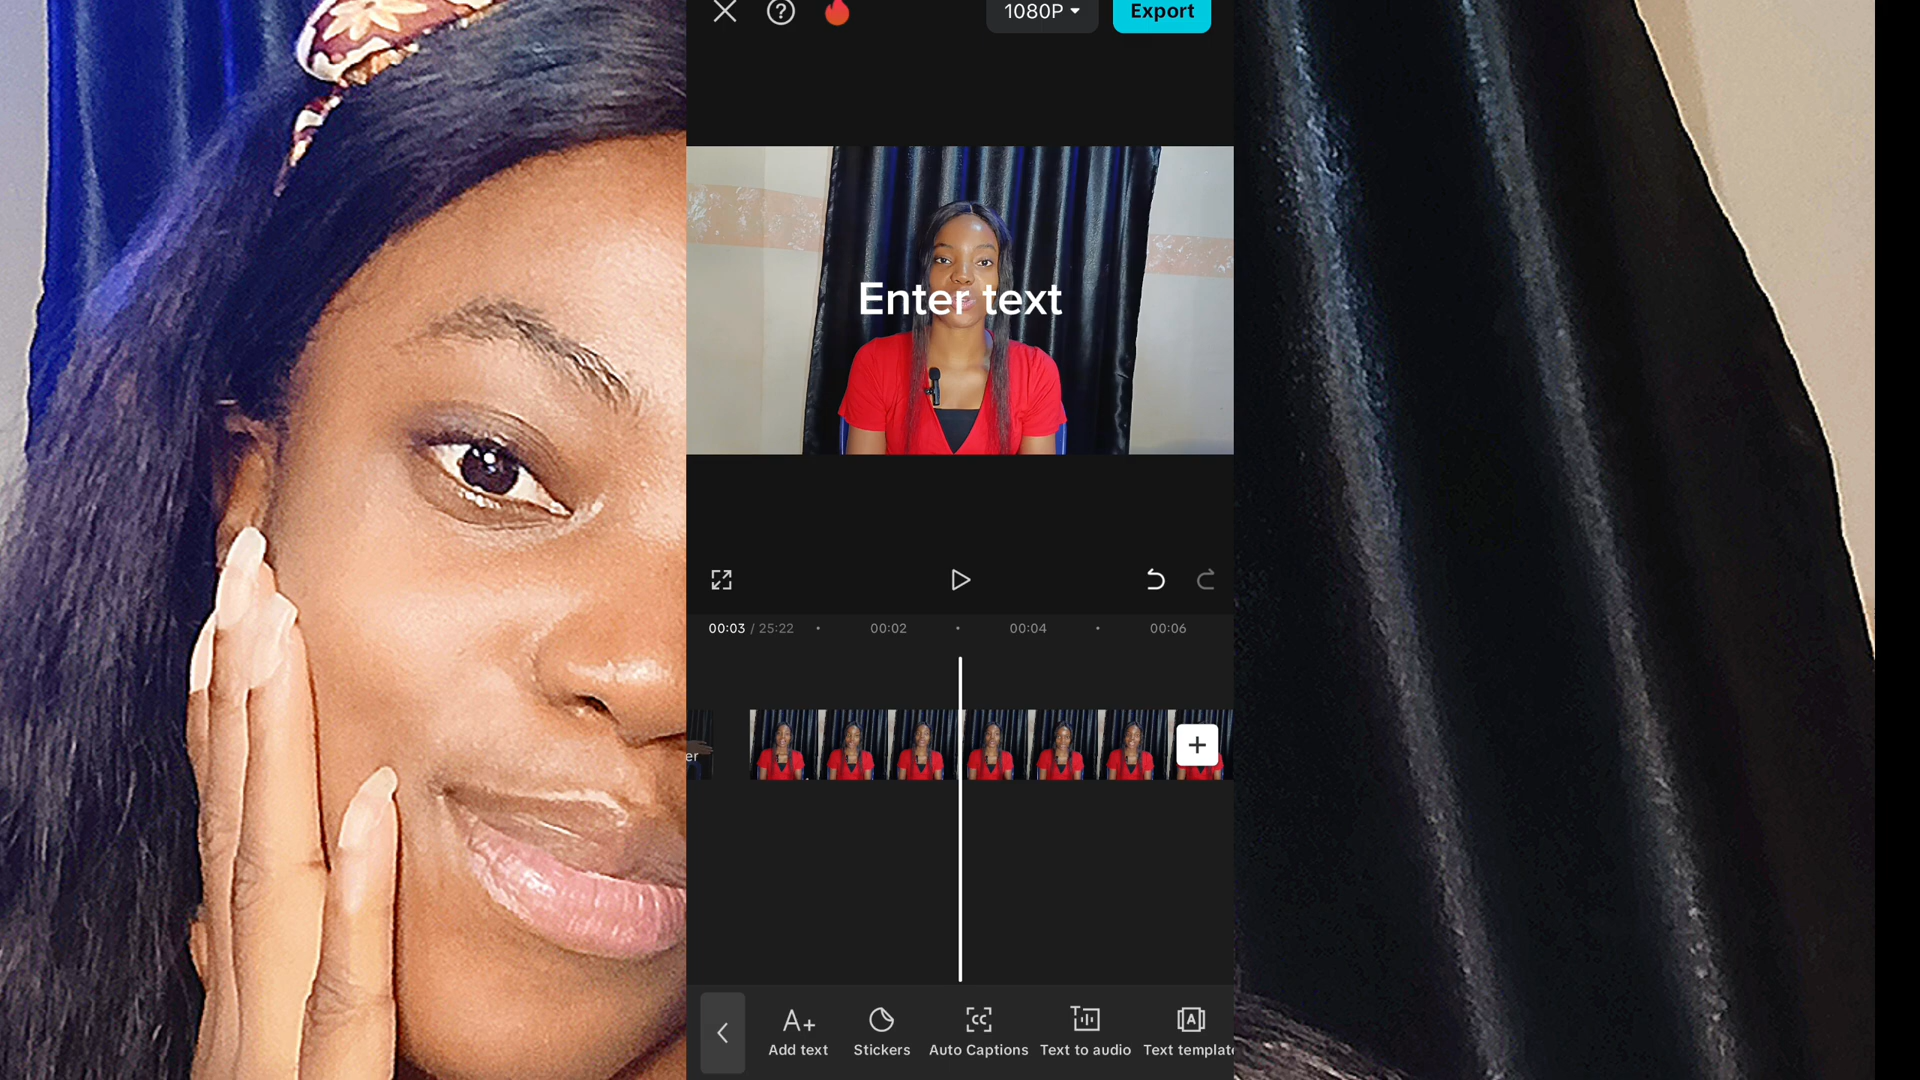 1080P
Export
Enter text
00:03 / 25:22
00:02
00:04
00:06
er
Add text
Stickers
Auto Captions
Text to audio
Text templat